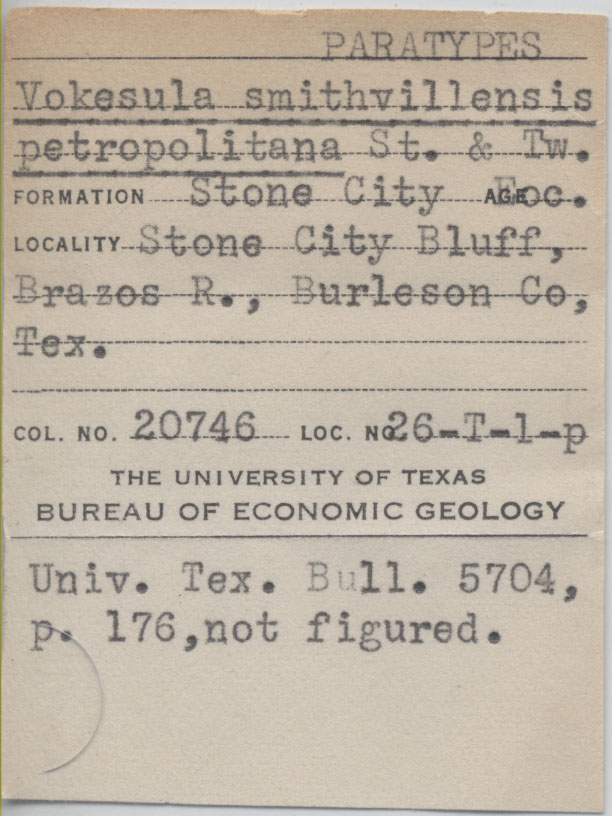 PARATYPES
Vokesula smithvillensis
petropolitana St. & Tw.
FORMATION Stone City AGE Eoc.
LOCALITY Stone City Bluff,
Brazos R., Burleson Co,
Tex.
COL. NO. 20746 LOC. NO. 26-T-1-p
THE UNIVERSITY OF TEXAS
BUREAU OF ECONOMIC GEOLOGY
Univ. Tex. Bull. 5704,
p. 176,not figured.